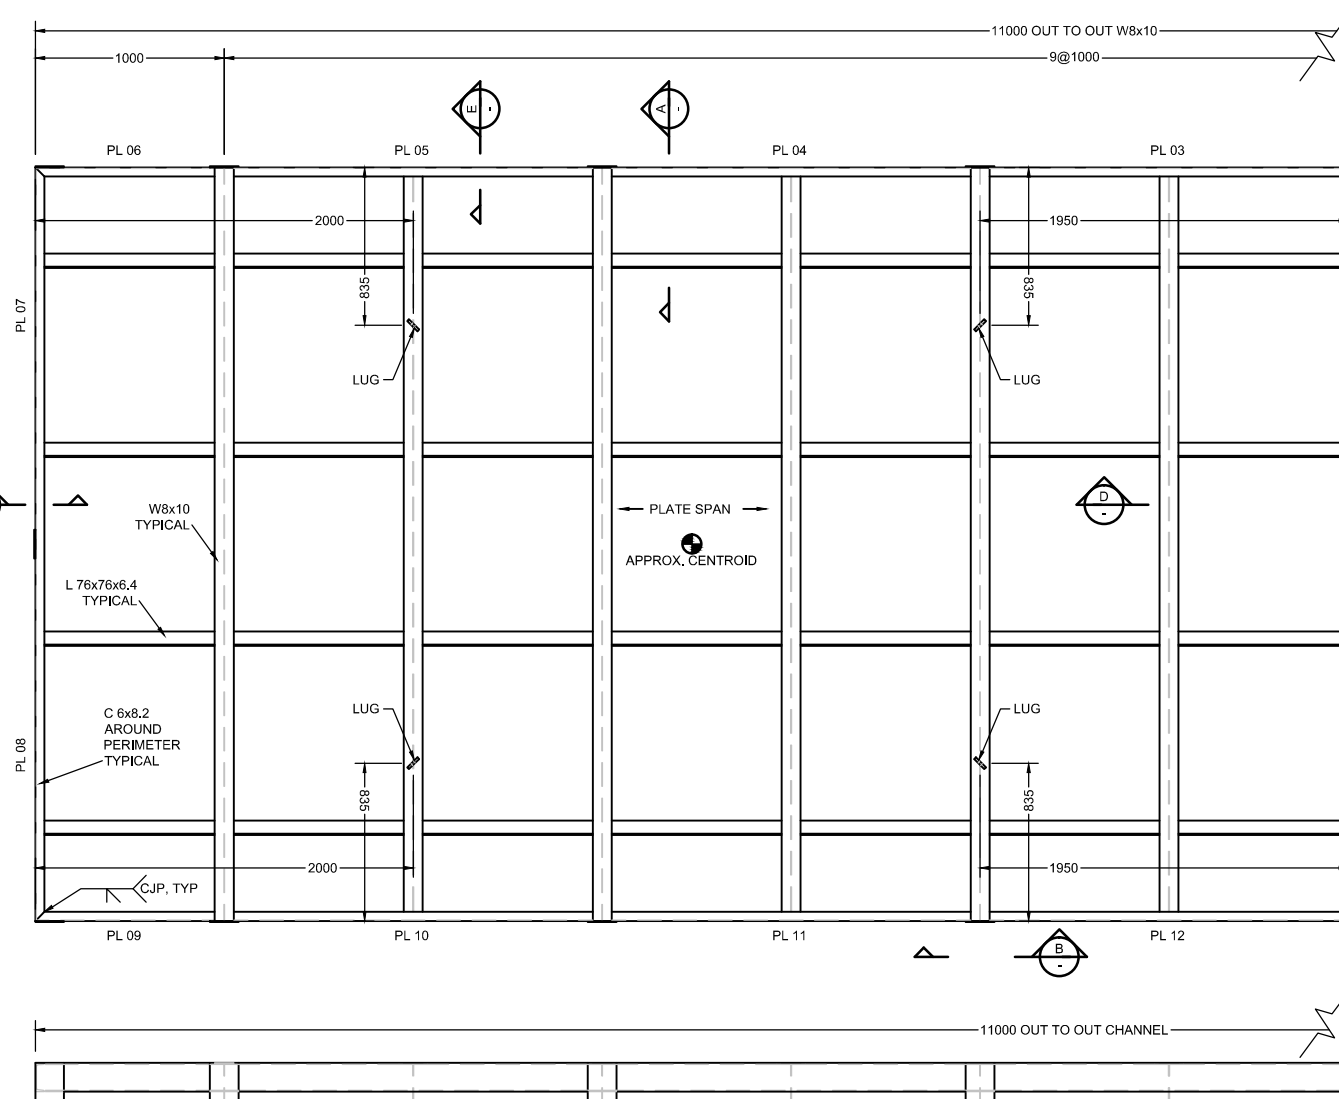 11000 OUT TO OUT W8x10
1000
9@1000
E
-
A
-
PL 06
PL 05
PL 04
PL 03
2000
1950
835
835
PL 07
LUG
LUG
W8x10
TYPICAL
PLATE SPAN
D
-
APPROX. CENTROID
L 76x76x6.4
TYPICAL
C 6x8.2
AROUND
PERIMETER
TYPICAL
PL 08
LUG
LUG
835
835
2000
1950
CJP, TYP
PL 09
PL 10
PL 11
PL 12
B
-
11000 OUT TO OUT CHANNEL